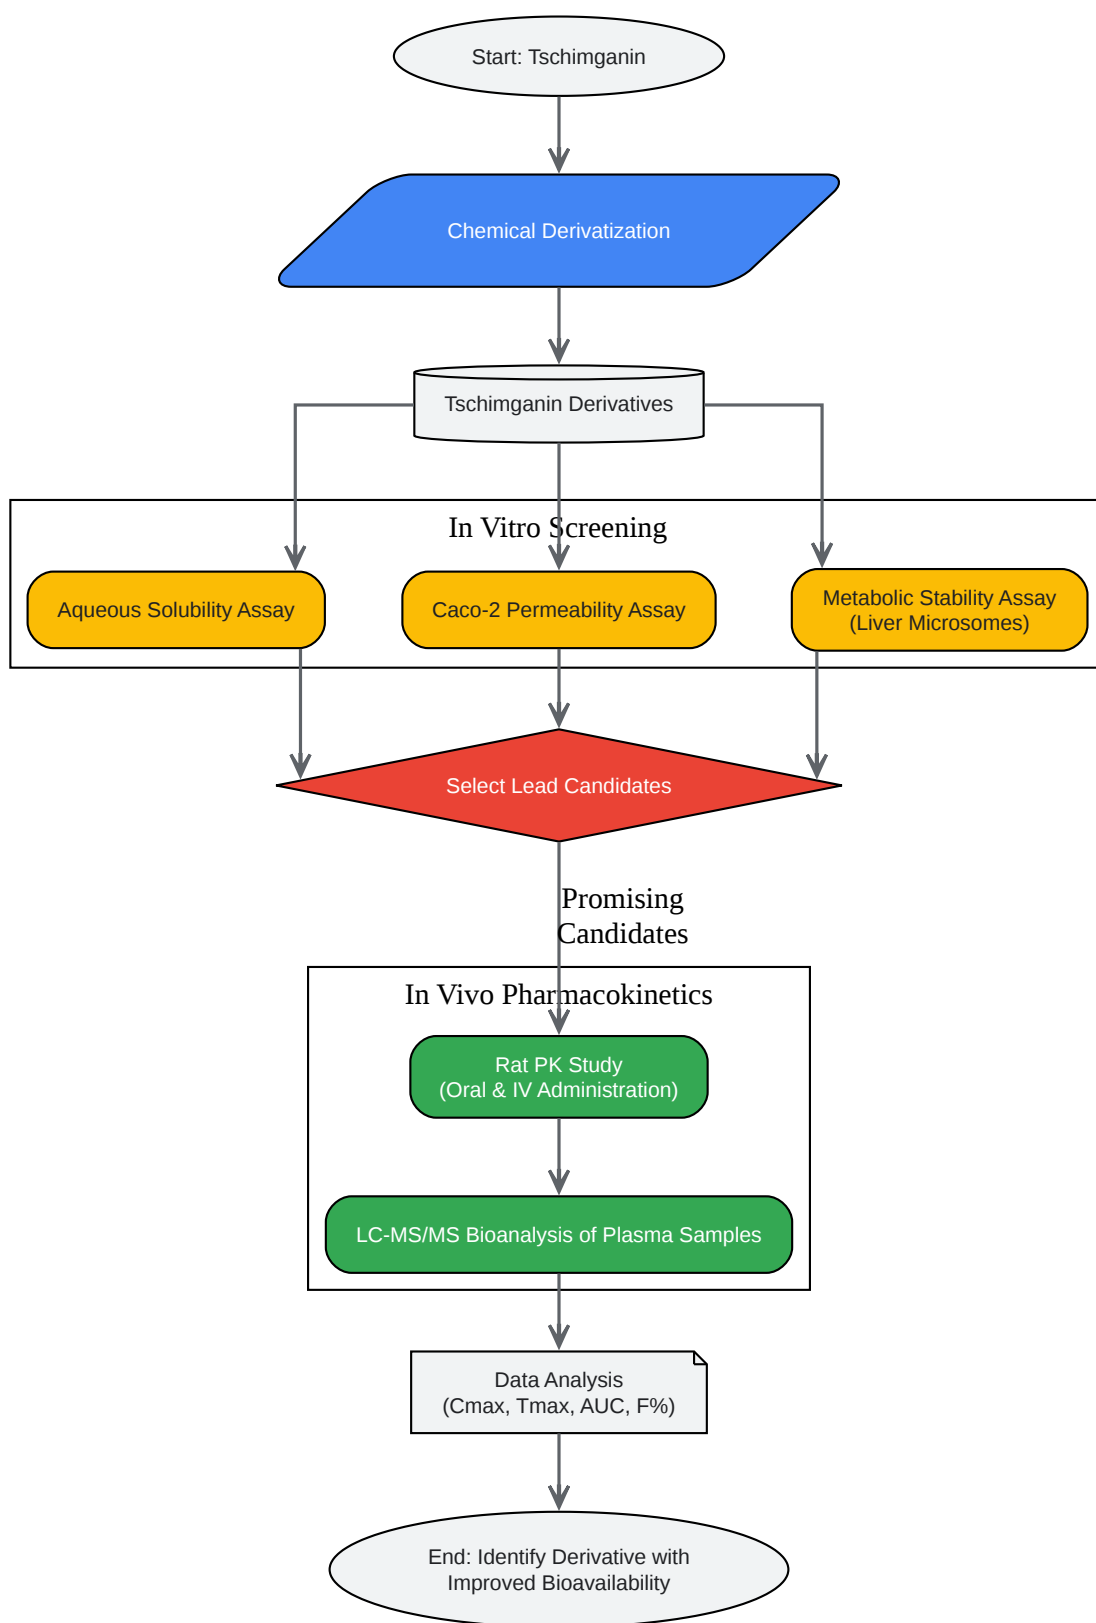 Start: Tschimganin
Chemical Derivatization
Tschimganin Derivatives
In Vitro Screening
Aqueous Solubility Assay
Caco-2 Permeability Assay
Metabolic Stability Assay
(Liver Microsomes)
Select Lead Candidates
Promising
Candidates
In Vivo Pharmacokinetics
Rat PK Study
(Oral & IV Administration)
LC-MS/MS Bioanalysis of Plasma Samples
Data Analysis
(Cmax, Tmax, AUC, F%)
End: Identify Derivative with
Improved Bioavailability